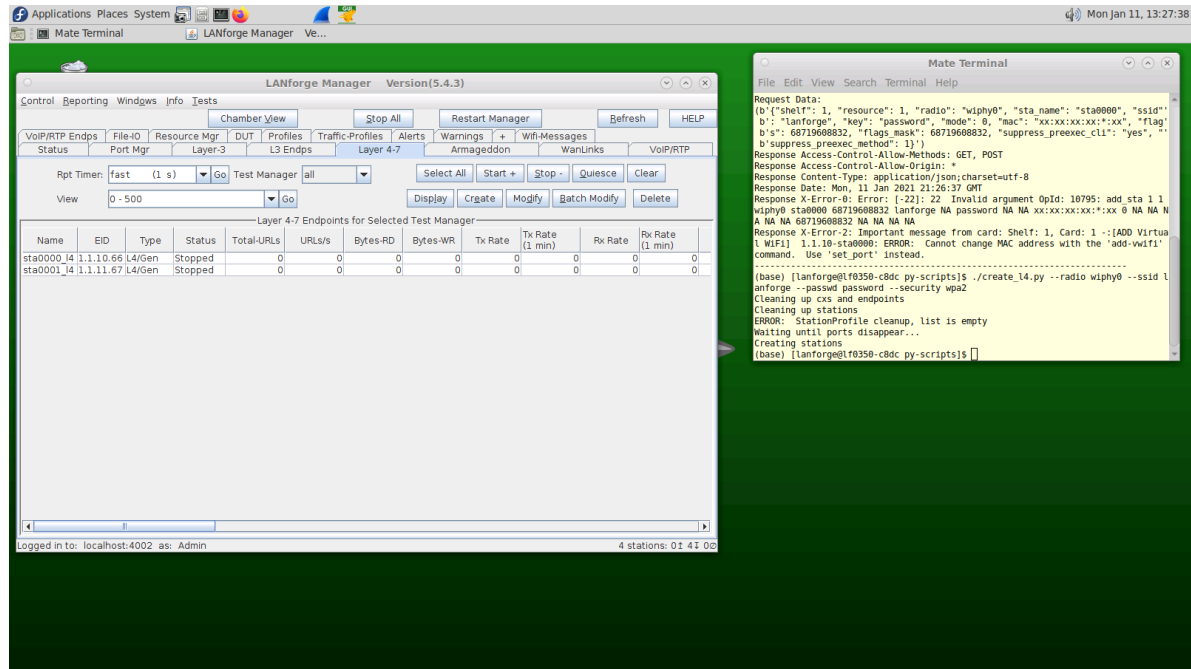 Applications Places System Mon Jan 11, 13:27:38
Mate Terminal LANforge Manager Ve...
LANforge Manager Version(5.4.3)
Control Reporting Windows Info Tests
Chamber View Stop All Restart Manager Refresh HELP
VoIP/RTP Endps File-IO Resource Mgr DUT Profiles Traffic-Profiles Alerts Warnings + Wifi-Messages
Status Port Mgr Layer-3 L3 Endps Layer 4-7 Armageddon WanLinks VoIP/RTP
Rpt Timer: fast (1 s) Go Test Manager all Select All Start + Stop - Quiesce Clear
View 0 - 500 Go Display Create Modify Batch Modify Delete
Layer 4-7 Endpoints for Selected Test Manager
Name EID Type Status Total-URLs URLs/s Bytes-RD Bytes-WR Tx Rate Tx Rate (1 min) Rx Rate Rx Rate (1 min)
sta0000_l4 1.1.10.66 L4/Gen Stopped 0 0 0 0 0 0 0 0
sta0001_l4 1.1.11.67 L4/Gen Stopped 0 0 0 0 0 0 0 0
Logged in to: localhost:4002 as: Admin 4 stations: 0↥ 4↧ 0∅
Mate Terminal
File Edit View Search Terminal Help
Request Data:
(b'{"shelf": 1, "resource": 1, "radio": "wiphy0", "sta_name": "sta0000", "ssid"'
b': "lanforge", "key": "password", "mode": 0, "mac": "xx:xx:xx:xx:*:xx", "flag'
b's": 68719608832, "flags_mask": 68719608832, "suppress_preexec_cli": "yes", "'
b'suppress_preexec_method": 1}')
Response Access-Control-Allow-Methods: GET, POST
Response Access-Control-Allow-Origin: *
Response Content-Type: application/json;charset=utf-8
Response Date: Mon, 11 Jan 2021 21:26:37 GMT
Response X-Error-0: Error: [-22]: 22  Invalid argument OpId: 10795: add_sta 1 1
wiphy0 sta0000 68719608832 lanforge NA password NA NA xx:xx:xx:xx:*:xx 0 NA NA N
A NA NA 68719608832 NA NA NA NA
Response X-Error-2: Important message from card: Shelf: 1, Card: 1 -:[ADD Virtua
l WiFi]  1.1.10-sta0000: ERROR:  Cannot change MAC address with the 'add-vwifi'
command.  Use 'set_port' instead.
------------------------------------------------------------------------
(base) [lanforge@lf0350-c8dc py-scripts]$ ./create_l4.py --radio wiphy0 --ssid l
anforge --passwd password --security wpa2
Cleaning up cxs and endpoints
Cleaning up stations
ERROR:  StationProfile cleanup, list is empty
Waiting until ports disappear...
Creating stations
(base) [lanforge@lf0350-c8dc py-scripts]$